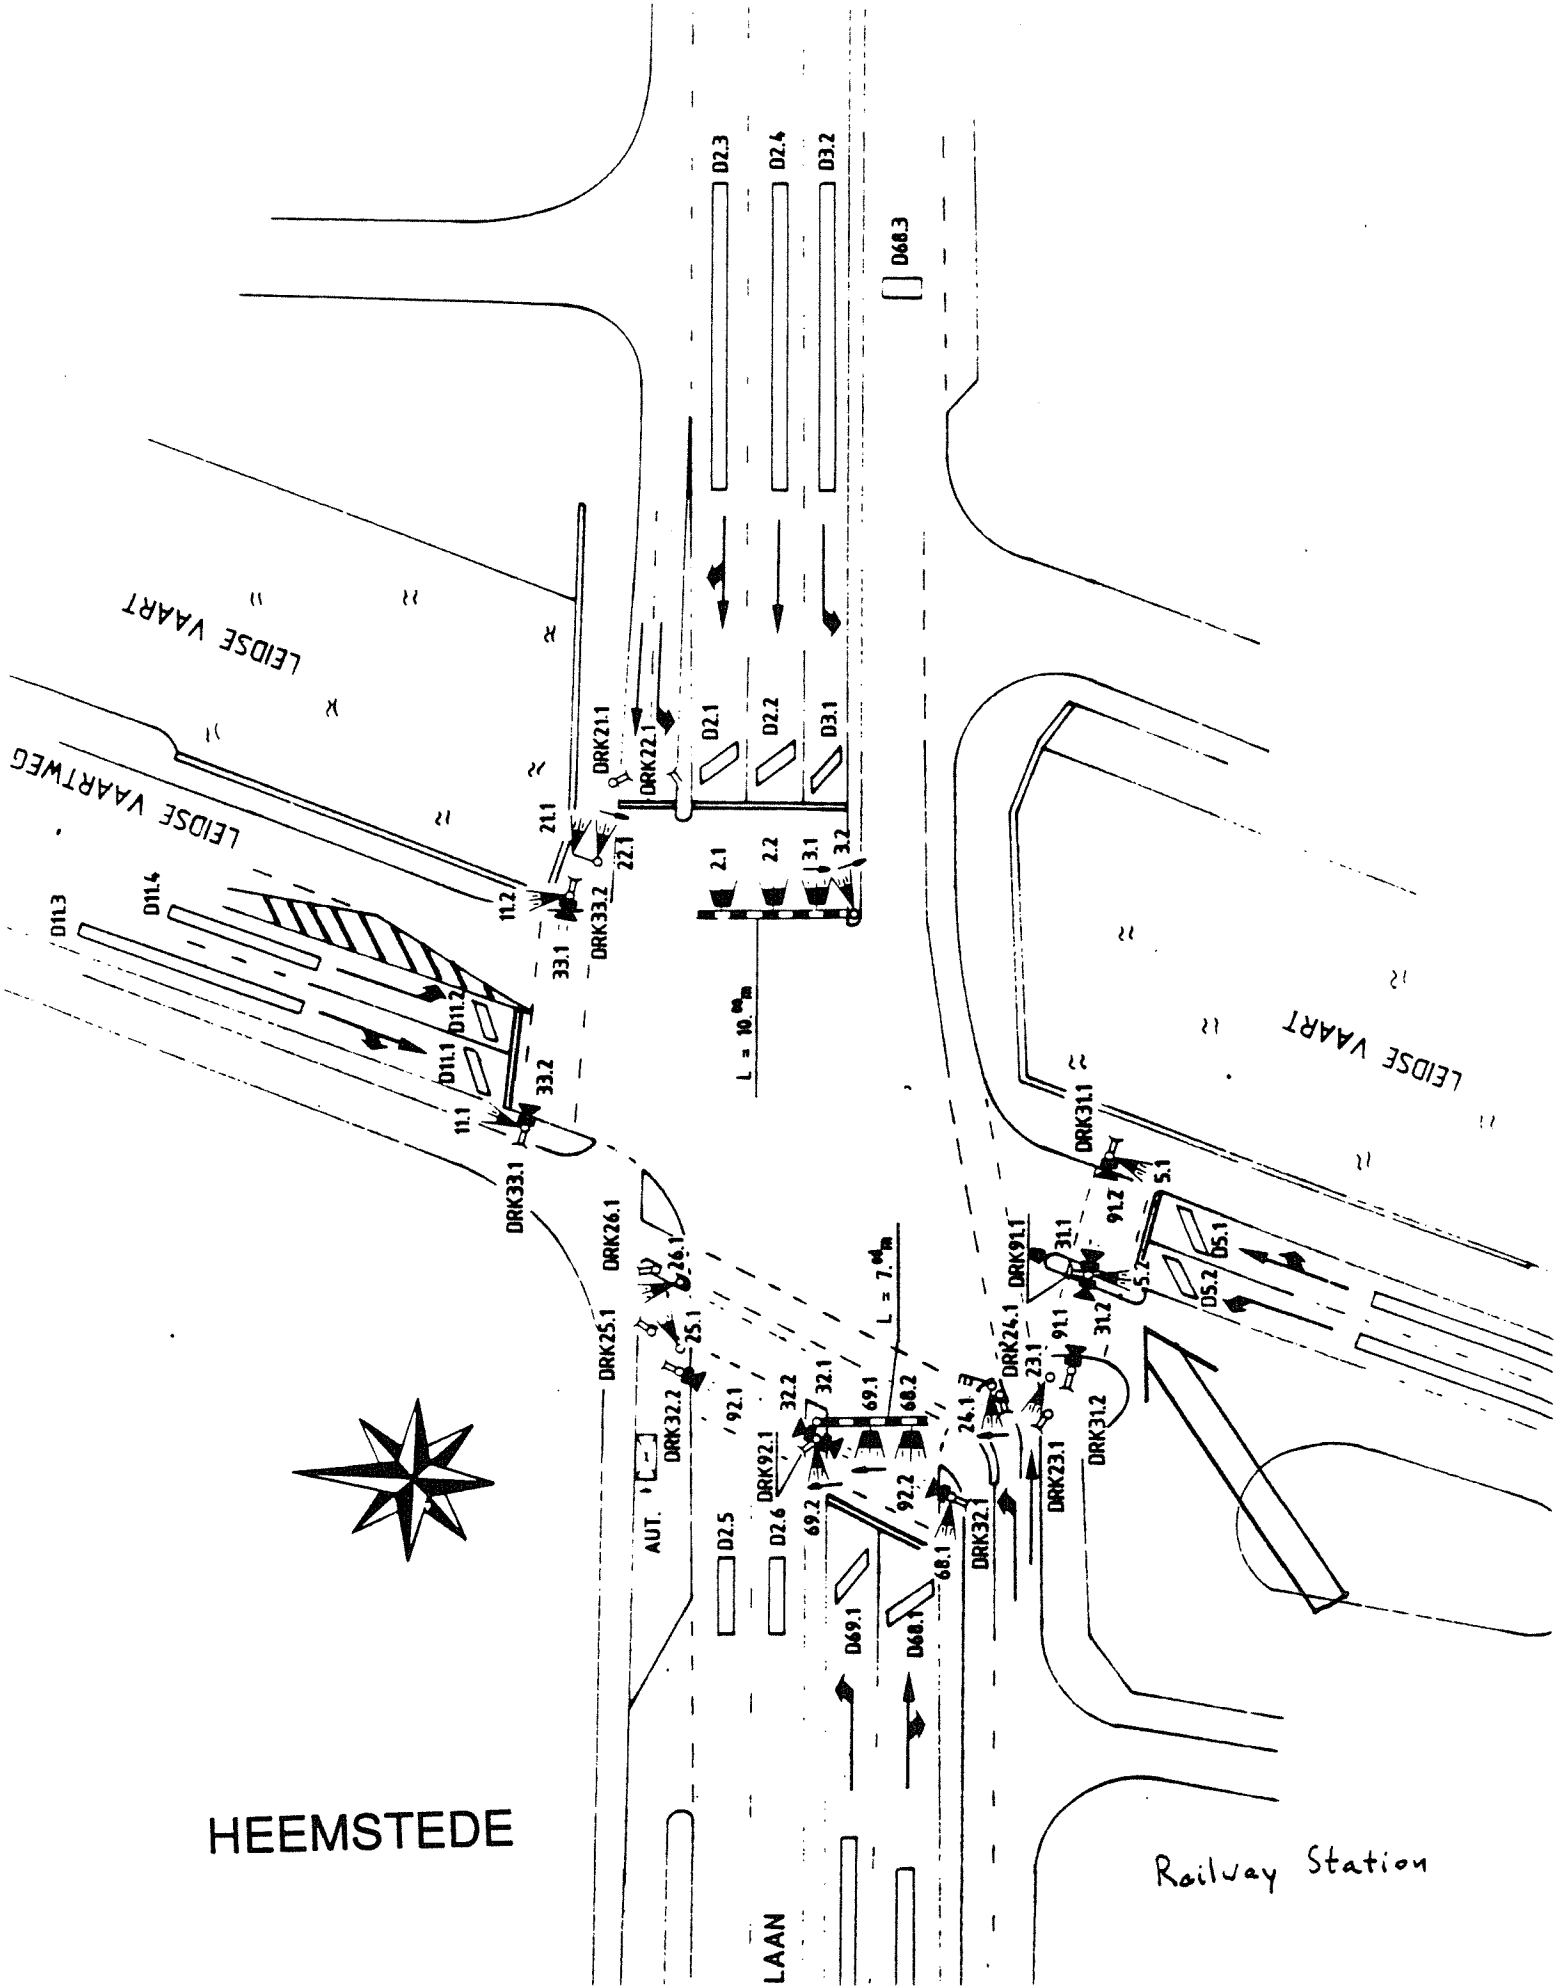 D2.3
D2.4
D3.2
D68.3
LEIDSE VAART
LEIDSE VAARTWEG
DRK21.1
DRK22.1
D2.1
D2.2
D3.1
21.1
22.1
2.1
2.2
3.1
3.2
D11.3
D11.4
11.2
33.1
DRK33.2
D11.2
D11.1
33.2
11.1
DRK33.1
L = 10.00m
LEIDSE VAART
DRK31.1
5.1
91.2
DRK26.1
26.1
DRK25.1
25.1
DRK32.2
92.1
32.2
32.1
69.1
68.2
L = 7.00m
DRK91.1
31.1
5.2
D5.1
D5.2
DRK24.1
91.1
31.2
23.1
24.1
DRK31.2
DRK23.1
DRK92.1
69.2
92.2
68.1
DRK32.1
AUT.
D2.5
D2.6
D69.1
D68.1
HEEMSTEDE
LAAN
Railway Station